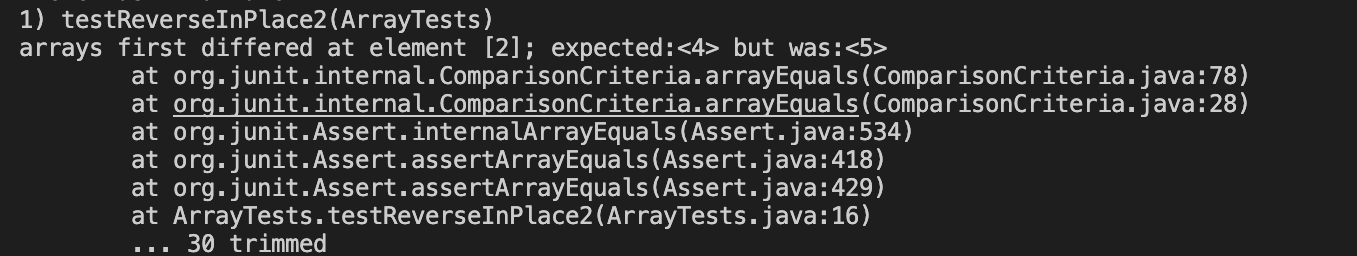 1) testReverseInPlace2(ArrayTests)
arrays first differed at element [2]; expected:<4> but was:<5>
at org.junit.internal.ComparisonCriteria.arrayEquals(ComparisonCriteria.java:78)
at org.junit.internal.ComparisonCriteria.arrayEquals(ComparisonCriteria.java:28)
at org.junit.Assert.internalArrayEquals(Assert.java:534)
at org.junit.Assert.assertArrayEquals(Assert.java:418)
at org.junit.Assert.assertArrayEquals(Assert.java:429)
at ArrayTests.testReverseInPlace2(ArrayTests.java:16)
... 30 trimmed